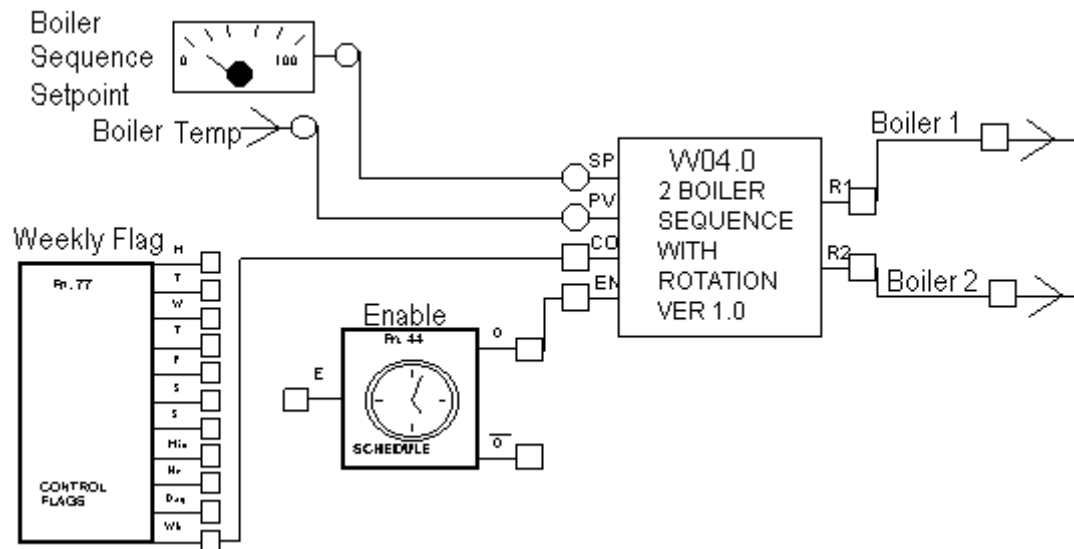 Boiler
Sequence
Setpoint
0 100
Boiler Temp
Weekly Flag
Fn. 77
M
T
W
T
F
S
S
Min
Hr
Day
Wk
CONTROL
FLAGS
Enable
Fn. 44
E
O
O
SCHEDULE
SP
PV
CO
EN
W04.0
2 BOILER
SEQUENCE
WITH
ROTATION
VER 1.0
R1
R2
Boiler 1
Boiler 2